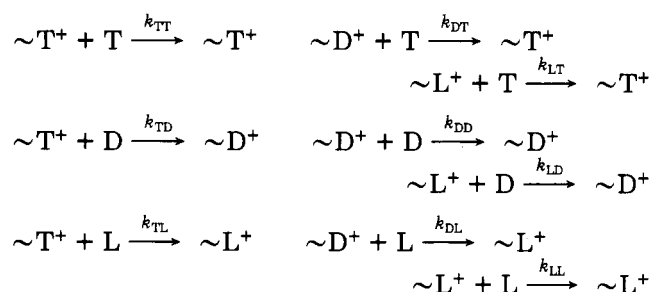 ~T⁺ + T —k_TT→ ~T⁺   ~D⁺ + T —k_DT→ ~T⁺
~L⁺ + T —k_LT→ ~T⁺
~T⁺ + D —k_TD→ ~D⁺   ~D⁺ + D —k_DD→ ~D⁺
~L⁺ + D —k_LD→ ~D⁺
~T⁺ + L —k_TL→ ~L⁺   ~D⁺ + L —k_DL→ ~L⁺
~L⁺ + L —k_LL→ ~L⁺